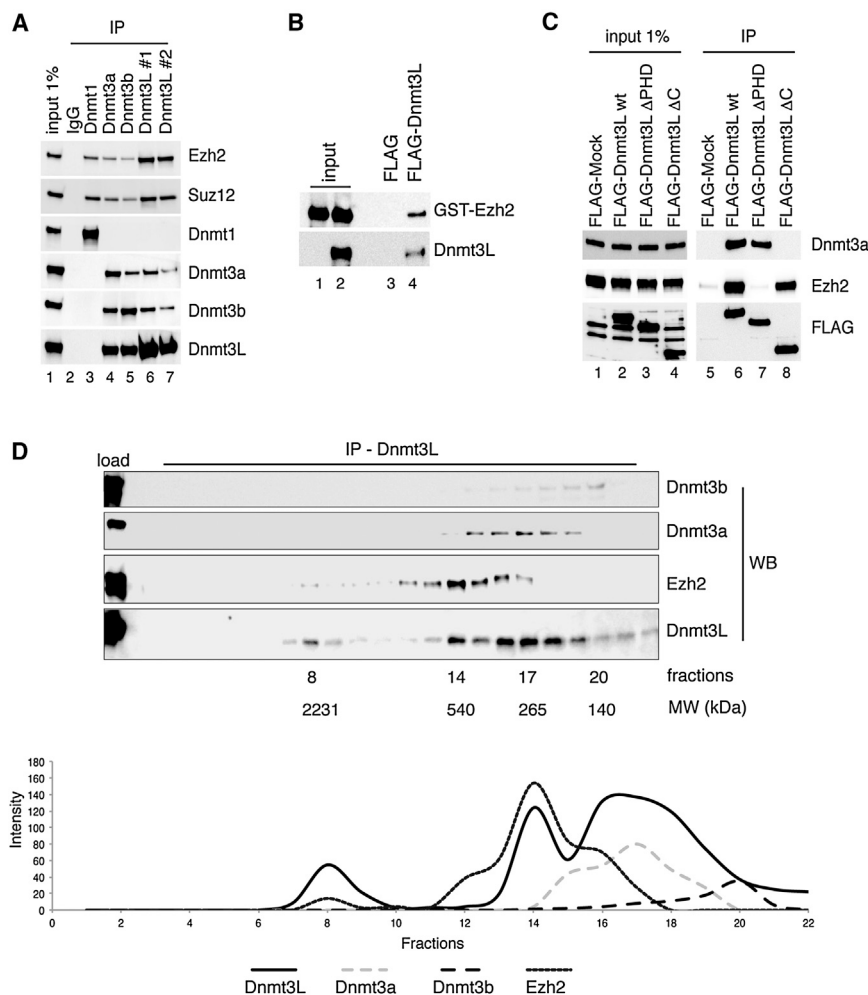 A
IP
input 1%
IgG
Dnmt1
Dnmt3a
Dnmt3b
Dnmt3L #1
Dnmt3L #2
Ezh2
Suz12
Dnmt1
Dnmt3a
Dnmt3b
Dnmt3L
1 2 3 4 5 6 7
B
input
FLAG
FLAG-Dnmt3L
GST-Ezh2
Dnmt3L
1 2 3 4
C
input 1% IP
FLAG-Mock
FLAG-Dnmt3L wt
FLAG-Dnmt3L ΔPHD
FLAG-Dnmt3L ΔC
FLAG-Mock
FLAG-Dnmt3L wt
FLAG-Dnmt3L ΔPHD
FLAG-Dnmt3L ΔC
Dnmt3a
Ezh2
FLAG
1 2 3 4 5 6 7 8
D
IP - Dnmt3L
load
Dnmt3b
Dnmt3a
WB
Ezh2
Dnmt3L
8 14 17 20 fractions
2231 540 265 140 MW (kDa)
180
160
140
120
100
80
60
40
20
0
Intensity
0 2 4 6 8 10 12 14 16 18 20 22
Fractions
Dnmt3L Dnmt3a Dnmt3b Ezh2